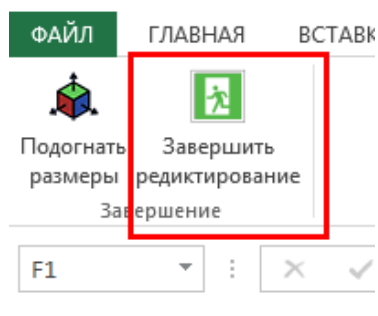 ФАЙЛ ГЛАВНАЯ ВСТАВК
Подогнать Завершить
размеры редиктирование
Завершение
F1